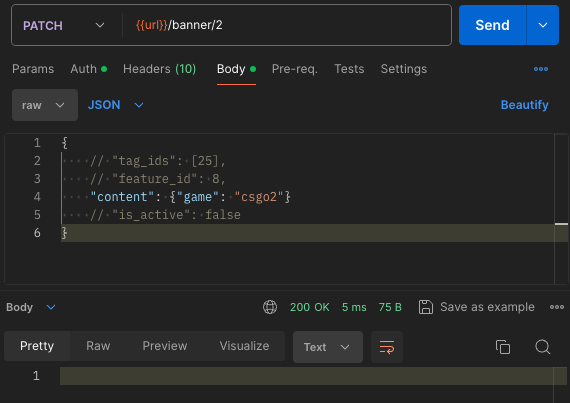 PATCH {{url}}/banner/2 Send
Params Auth Headers (10) Body Pre-req. Tests Settings
raw JSON Beautify
1 {
2 // "tag_ids": [25],
3 // "feature_id": 8,
4 "content": {"game": "csgo2"}
5 // "is_active": false
6 }
Body 200 OK 5 ms 75 B Save as example
Pretty Raw Preview Visualize Text
1